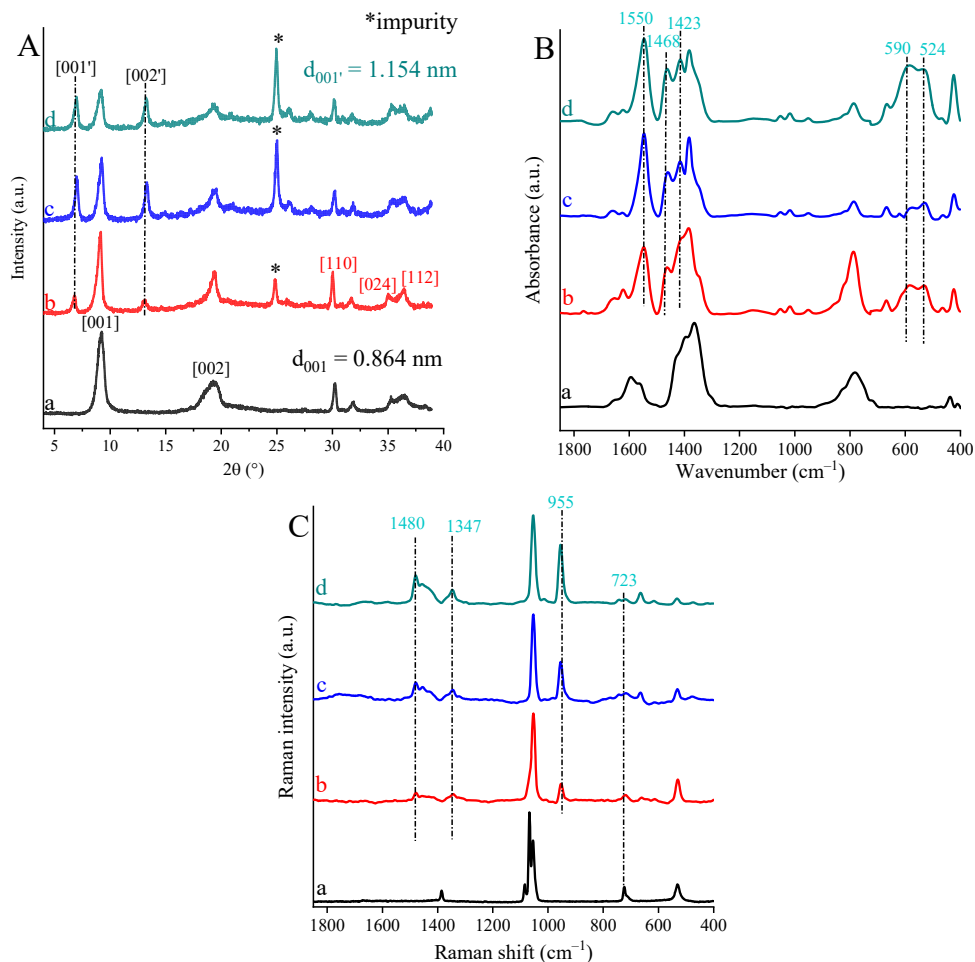 A
*impurity
[001']
[002']
*
d001' = 1.154 nm
d
*
c
*
[110]
[024]
[112]
b
[001]
[002]
d001 = 0.864 nm
a
Intensity (a.u.)
5 10 15 20 25 30 35 40
2θ (°)
B
1550
1468
1423
590
524
d
c
b
a
Absorbance (a.u.)
1800 1600 1400 1200 1000 800 600 400
Wavenumber (cm⁻¹)
C
1480
1347
955
723
d
c
b
a
Raman intensity (a.u.)
1800 1600 1400 1200 1000 800 600 400
Raman shift (cm⁻¹)